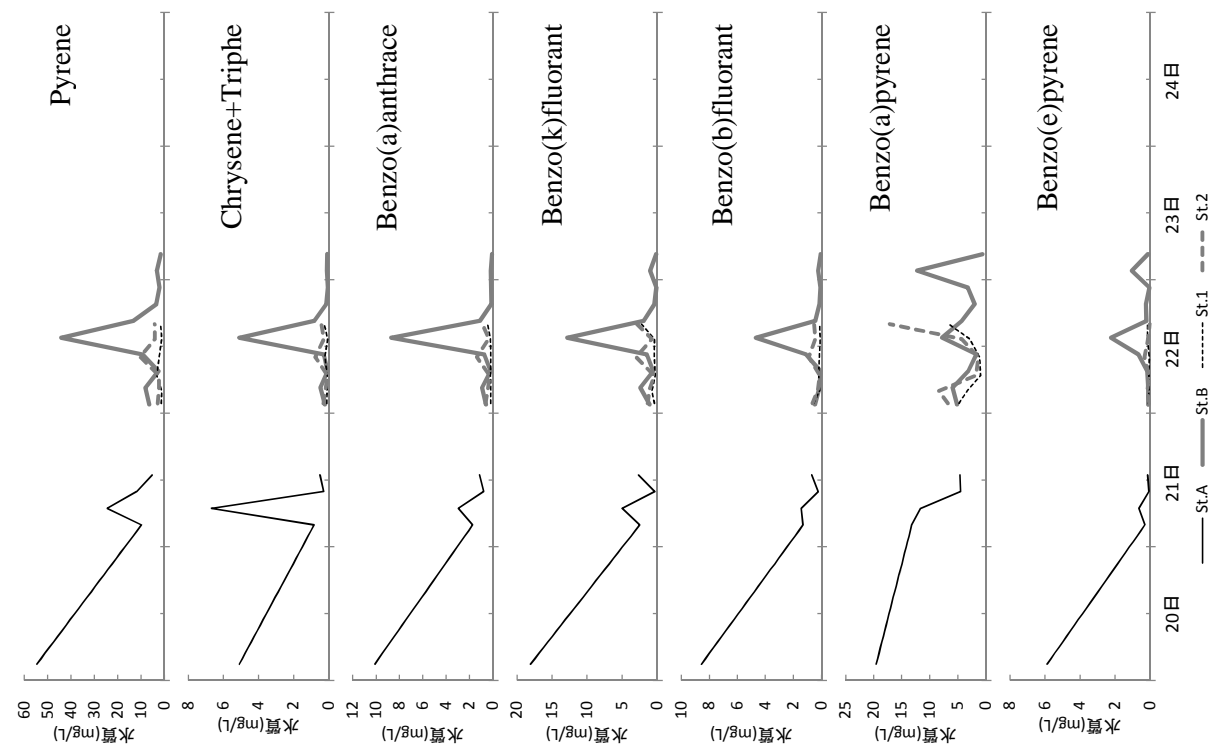 Pyrene
60
50
40
30
20
10
0
水質(mg/L)
Chrysene+Triphe
8
6
4
2
0
水質(mg/L)
Benzo(a)anthrace
12
10
8
6
4
2
0
水質(mg/L)
Benzo(k)fluorant
20
15
10
5
0
水質(mg/L)
Benzo(b)fluorant
10
8
6
4
2
0
水質(mg/L)
Benzo(a)pyrene
25
20
15
10
5
0
水質(mg/L)
Benzo(e)pyrene
8
6
4
2
0
水質(mg/L)
20日 21日 22日 23日 24日
St.A St.B St.1 St.2